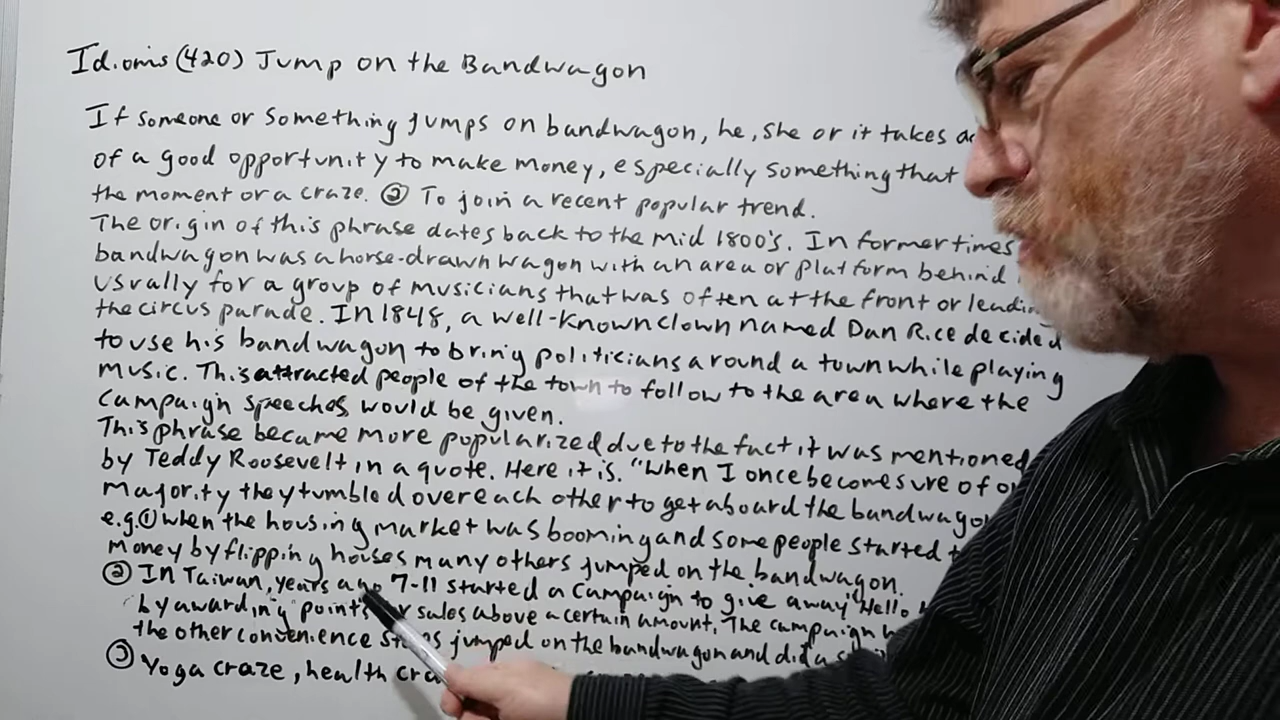 Idioms (420) Jump on the Bandwagon
If someone or something jumps on bandwagon, he, she or it takes
of a good opportunity to make money, especially something that
the moment or a craze. ② To join a recent popular trend.
The origin of this phrase dates back to the mid 1800's. In former times
bandwagon was a horse-drawn wagon with an area or platform behind
usually for a group of musicians that was often at the front or
the circus parade. In 1848, a well-known clown named Dan Rice decided
to use his bandwagon to bring politicians around a town while playing
music. This attracted people of the town to follow to the area where the
campaign speeches would be given.
This phrase became more popularized due to the fact it was mentioned
by Teddy Roosevelt in a quote. Here it is. "When I once becomes sure of
majority they tumbled over each other to get aboard the
e.g. ① When the housing market was booming and some people started
money by flipping houses many others jumped on the bandwagon.
② In Taiwan, years ago 7-11 started a campaign to give away "Hello
by awarding points sales above a certain amount. The campaign
the other convenience jumped on the bandwagon and did a
③ Yoga craze, health